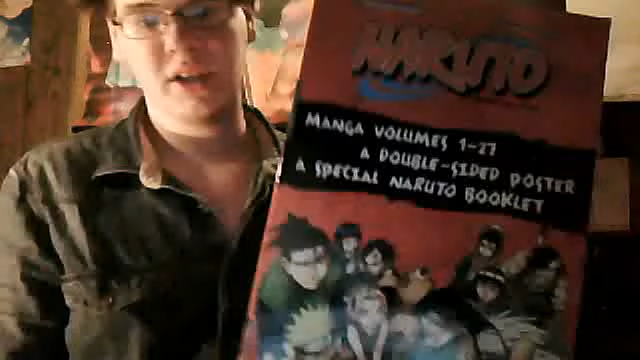 NARUTO
MANGA VOLUMES 1-27
A DOUBLE-SIDED POSTER
A SPECIAL NARUTO BOOKLET